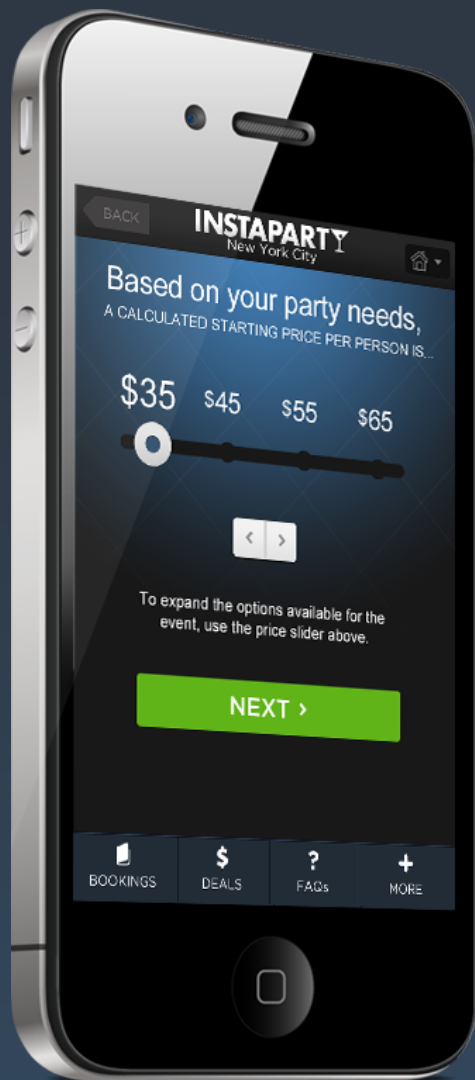 BACK
INSTAPARTY
New York City
Based on your party needs,
A CALCULATED STARTING PRICE PER PERSON IS...
$35 $45 $55 $65
To expand the options available for the
event, use the price slider above.
NEXT ›
BOOKINGS $ DEALS ? FAQs + MORE